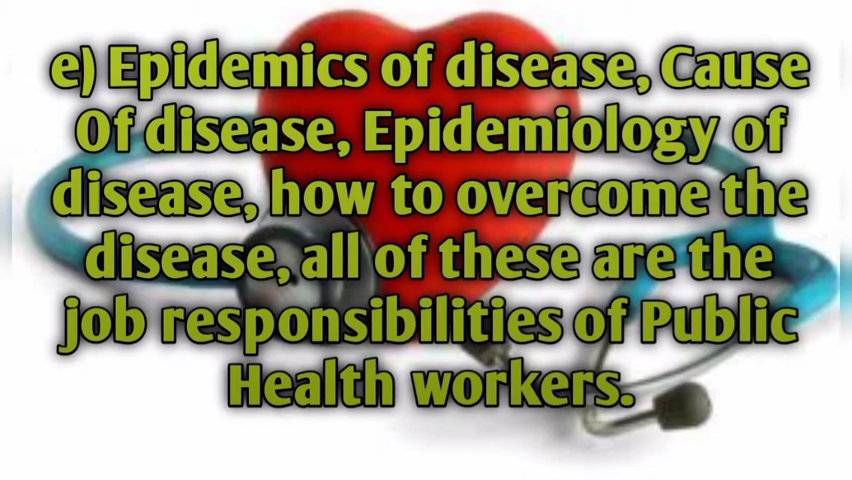 e) Epidemics of disease, Cause
Of disease, Epidemiology of
disease, how to overcome the
disease, all of these are the
job responsibilities of Public
Health workers.